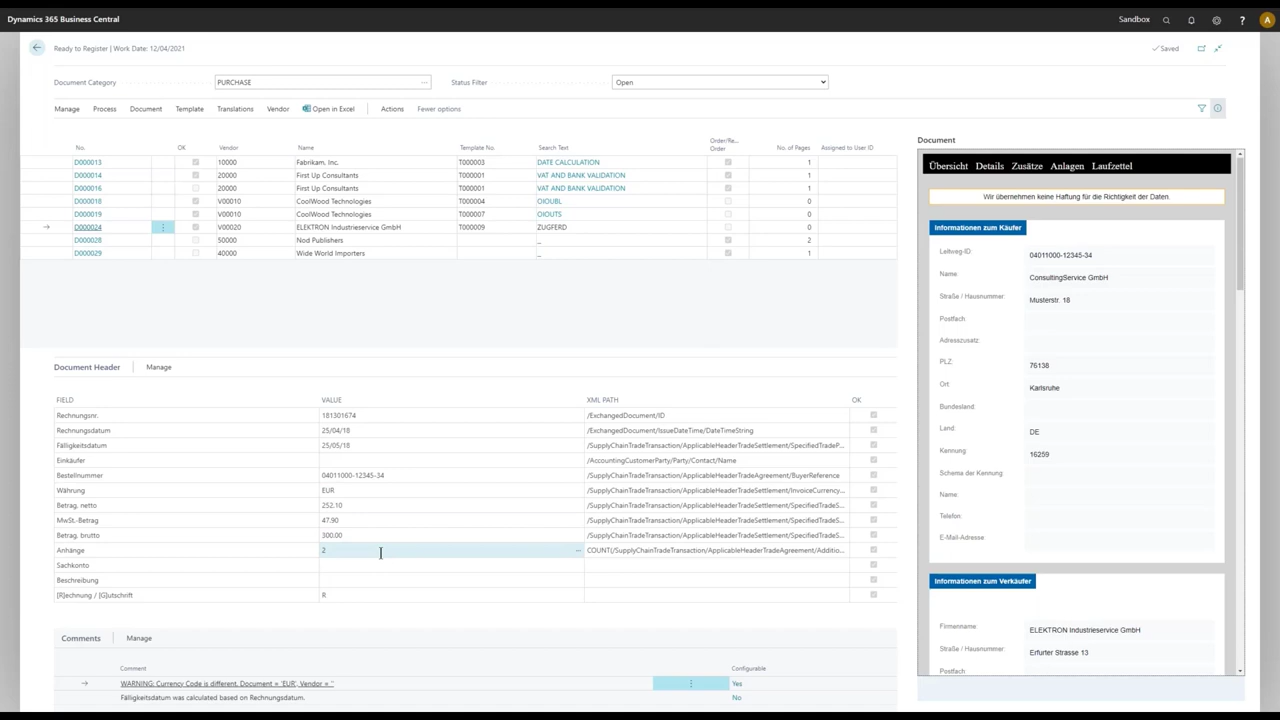 Dynamics 365 Business Central Sandbox ? A
Ready to Register | Work Date: 12/04/2021 Saved
Document Category PURCHASE ... Status Filter Open
Manage Process Document Template Translations Vendor Open in Excel Actions Fewer options
No. OK Vendor Name Template No. Search Text Order/Re... Order No. of Pages Assigned to User ID
D000013 10000 Fabrikam, Inc. T000003 DATE CALCULATION 1
D000014 20000 First Up Consultants T000001 VAT AND BANK VALIDATION 1
D000016 20000 First Up Consultants T000001 VAT AND BANK VALIDATION 1
D000018 V00010 CoolWood Technologies T000004 OIOUBL 0
D000019 V00010 CoolWood Technologies T000007 OIOUTS 0
D000024 V00020 ELEKTRON Industrieservice GmbH T000009 ZUGFERD 0
D000028 50000 Nod Publishers _ 2
D000029 40000 Wide World Importers _ 1
Document Header Manage
FIELD VALUE XML PATH OK
Rechnungsnr. 181301674 /ExchangedDocument/ID
Rechnungsdatum 25/04/18 /ExchangedDocument/IssueDateTime/DateTimeString
Fälligkeitsdatum 25/05/18 /SupplyChainTradeTransaction/ApplicableHeaderTradeSettlement/SpecifiedTradeP...
Einkäufer /AccountingCustomerParty/Party/Contact/Name
Bestellnummer 04011000-12345-34 /SupplyChainTradeTransaction/ApplicableHeaderTradeAgreement/BuyerReference
Währung EUR /SupplyChainTradeTransaction/ApplicableHeaderTradeSettlement/InvoiceCurrency...
Betrag, netto 252.10 /SupplyChainTradeTransaction/ApplicableHeaderTradeSettlement/SpecifiedTradeS...
MwSt.-Betrag 47.90 /SupplyChainTradeTransaction/ApplicableHeaderTradeSettlement/SpecifiedTradeS...
Betrag, brutto 300.00 /SupplyChainTradeTransaction/ApplicableHeaderTradeSettlement/SpecifiedTradeS...
Anhänge 2 ... COUNT(/SupplyChainTradeTransaction/ApplicableHeaderTradeAgreement/Additio...
Sachkonto
Beschreibung
[R]echnung / [G]utschrift R
Comments Manage
Comment Configurable
WARNING: Currency Code is different. Document = 'EUR', Vendor = '' Yes
Fälligkeitsdatum was calculated based on Rechnungsdatum. No
Document
Übersicht Details Zusätze Anlagen Laufzettel
Wir übernehmen keine Haftung für die Richtigkeit der Daten
Informationen zum Käufer
Leitweg-ID: 04011000-12345-34
Name: ConsultingService GmbH
Straße / Hausnummer: Musterstr. 18
Postfach:
Adresszusatz:
PLZ: 76138
Ort: Karlsruhe
Bundesland:
Land: DE
Kennung: 16259
Schema der Kennung:
Name:
Telefon:
E-Mail-Adresse
Informationen zum Verkäufer
Firmenname: ELEKTRON Industrieservice GmbH
Straße / Hausnummer: Erfurter Strasse 13
Postfach